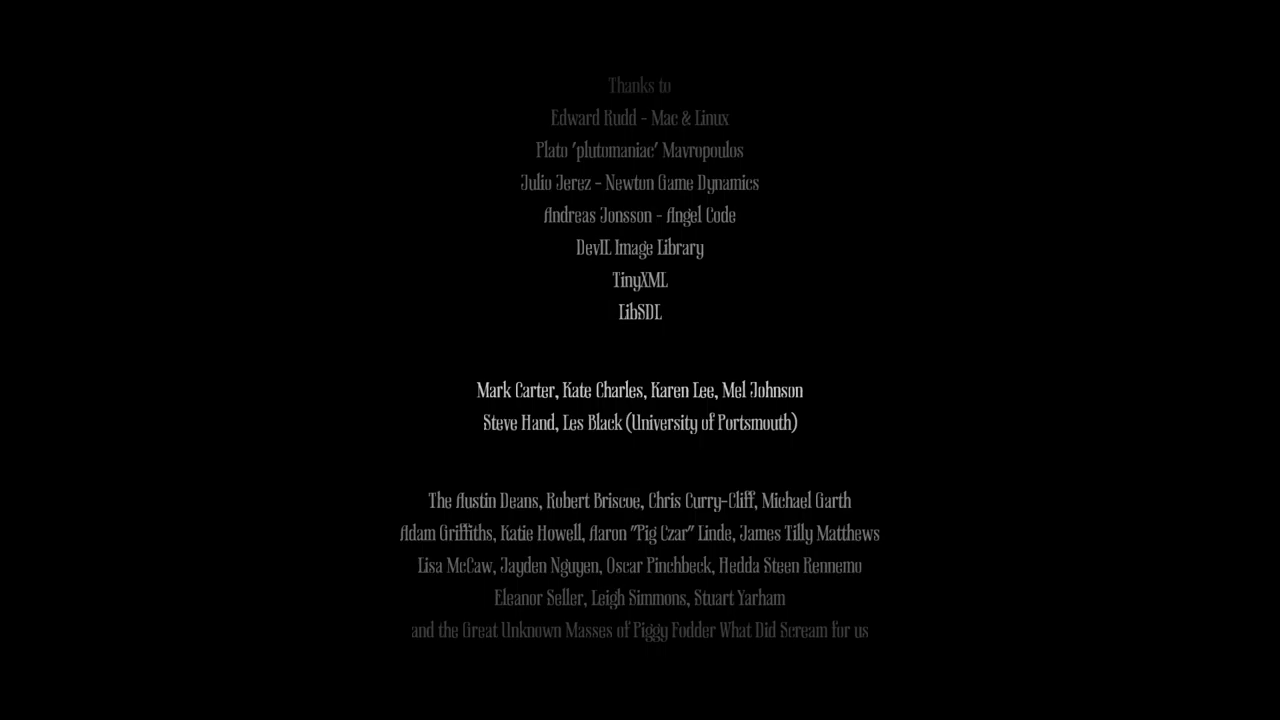 Thanks to
Edward Rudd - Mac & Linux
Plato 'plutomaniac' Mavropoulos
Julio Jerez - Newton Game Dynamics
Andreas Jonsson - Angel Code
DevIL Image Library
TinyXML
LibSDL
Mark Carter, Kate Charles, Karen Lee, Mel Johnson
Steve Hand, Les Black (University of Portsmouth)
The Austin Deans, Robert Briscoe, Chris Curry-Cliff, Michael Garth
Adam Griffiths, Katie Howell, Aaron "Pig Czar" Linde, James Tilly Matthews
Lisa McCaw, Jayden Nguyen, Oscar Pinchbeck, Hedda Steen Rennemo
Eleanor Seller, Leigh Simmons, Stuart Yarham
and the Great Unknown Masses of Piggy Fodder What Did Scream for us